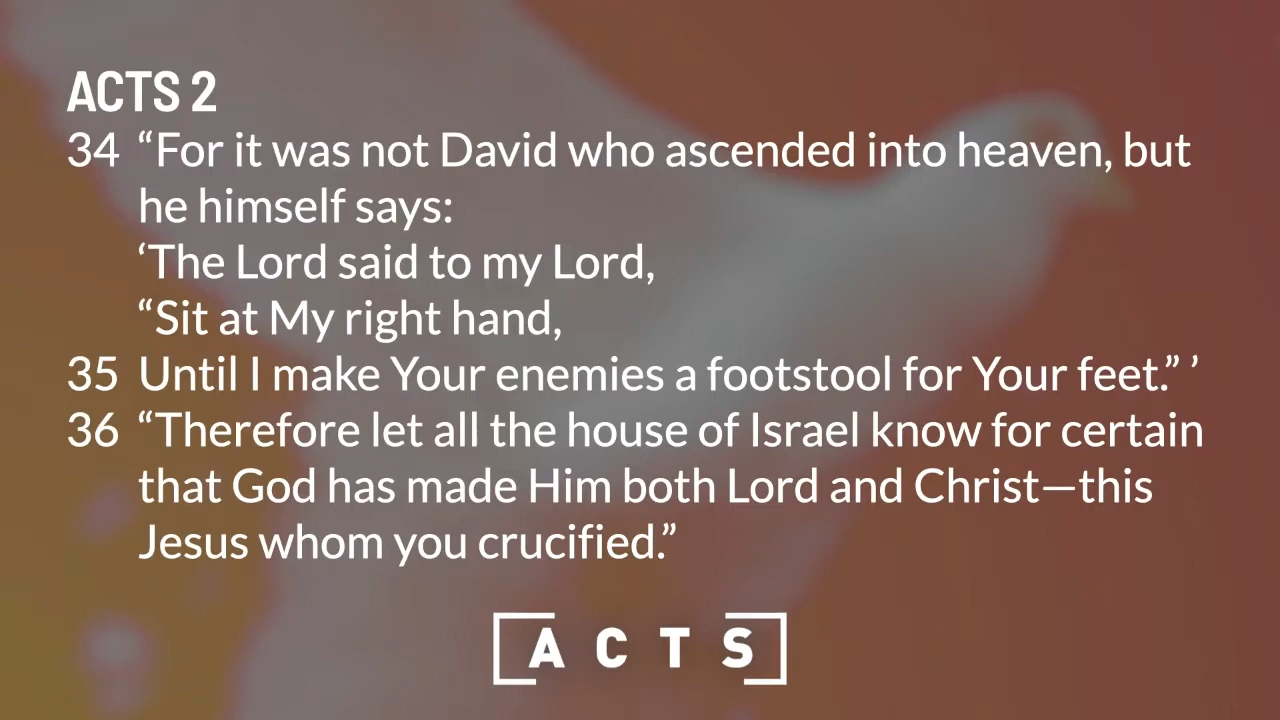 ACTS 2
34 “For it was not David who ascended into heaven, but
he himself says:
‘The Lord said to my Lord,
“Sit at My right hand,
35 Until I make Your enemies a footstool for Your feet.” ’
36 “Therefore let all the house of Israel know for certain
that God has made Him both Lord and Christ—this
Jesus whom you crucified.”
ACTS